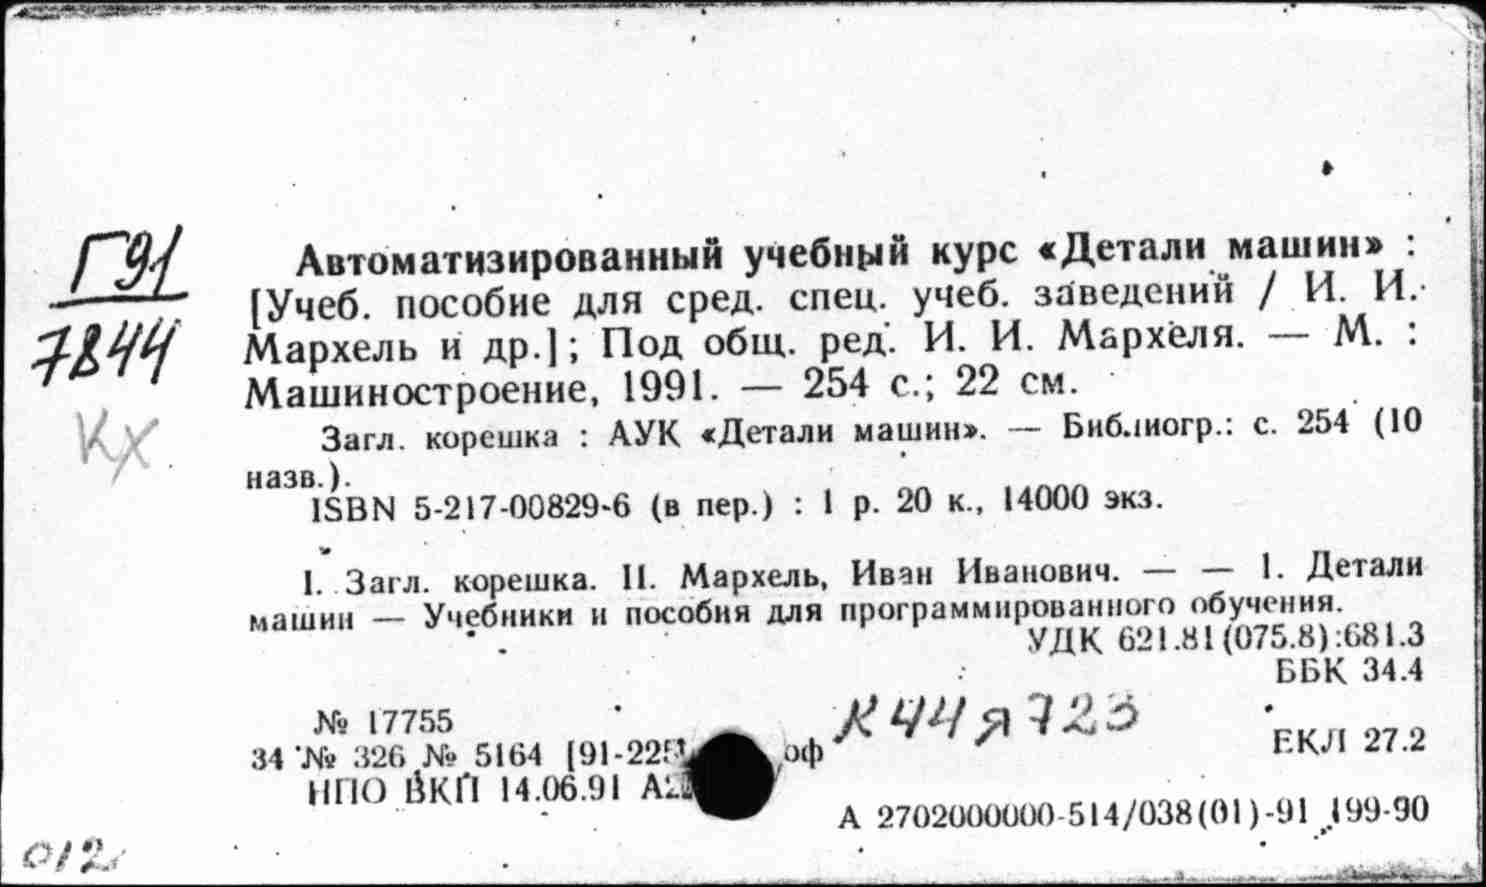 Г91
7844
Кх
Автоматизированный учебный курс «Детали машин» :
[Учеб. пособие для сред. спец. учеб. заведений / И. И.
Мархель и др.]; Под общ. ред. И. И. Мархеля. — М. :
Машиностроение, 1991. — 254 с.; 22 см.
Загл. корешка : АУК «Детали машин». — Библиогр.: с. 254 (10
назв.).
ISBN 5-217-00829-6 (в пер.) : 1 р. 20 к., 14000 экз.
I. Загл. корешка. II. Мархель, Иван Иванович. — — 1. Детали
машин — Учебники и пособия для программированного обучения.
УДК 621.81(075.8):681.3
ББК 34.4
К44я723
№ 17755
34 № 326 № 5164 [91-22 оф
ЕКЛ 27.2
НПО ВКП 14.06.91
А 2702000000-514/038(01)-91 199-90
012